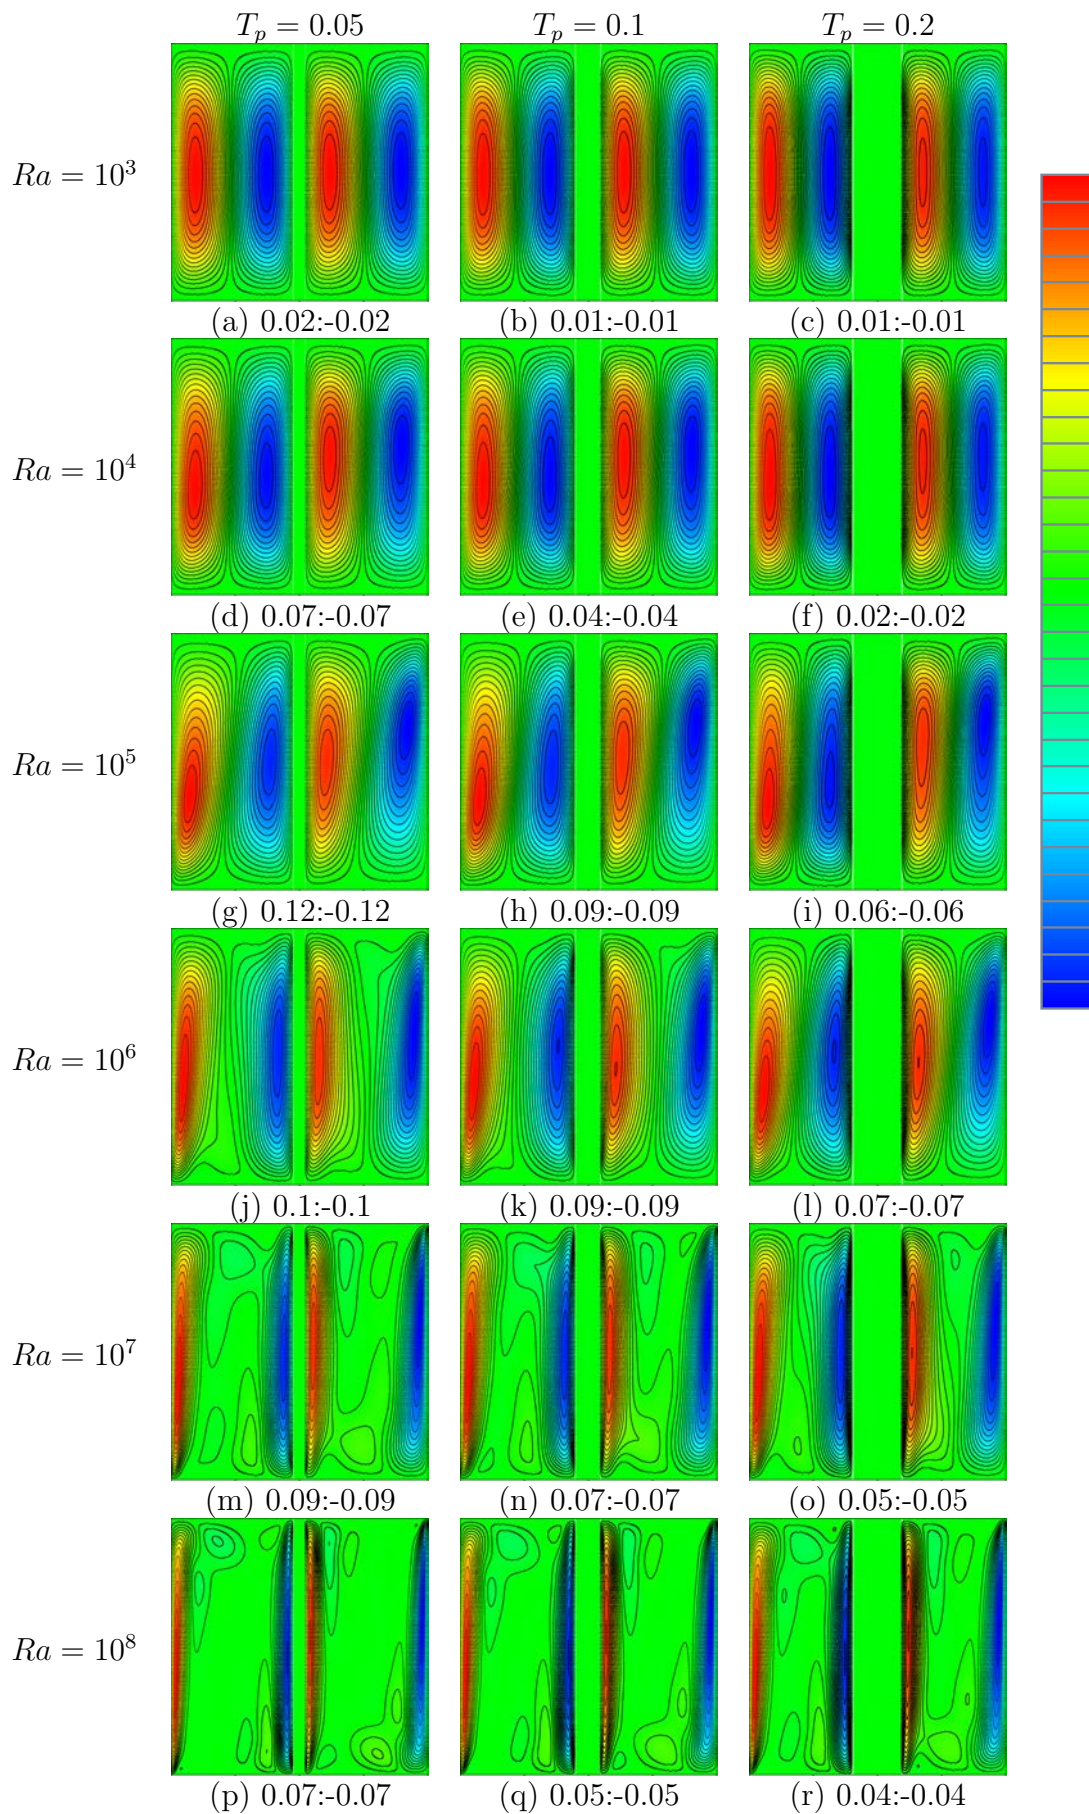 T_p = 0.05 T_p = 0.1 T_p = 0.2
Ra = 10^3
(a) 0.02:-0.02 (b) 0.01:-0.01 (c) 0.01:-0.01
Ra = 10^4
(d) 0.07:-0.07 (e) 0.04:-0.04 (f) 0.02:-0.02
Ra = 10^5
(g) 0.12:-0.12 (h) 0.09:-0.09 (i) 0.06:-0.06
Ra = 10^6
(j) 0.1:-0.1 (k) 0.09:-0.09 (l) 0.07:-0.07
Ra = 10^7
(m) 0.09:-0.09 (n) 0.07:-0.07 (o) 0.05:-0.05
Ra = 10^8
(p) 0.07:-0.07 (q) 0.05:-0.05 (r) 0.04:-0.04